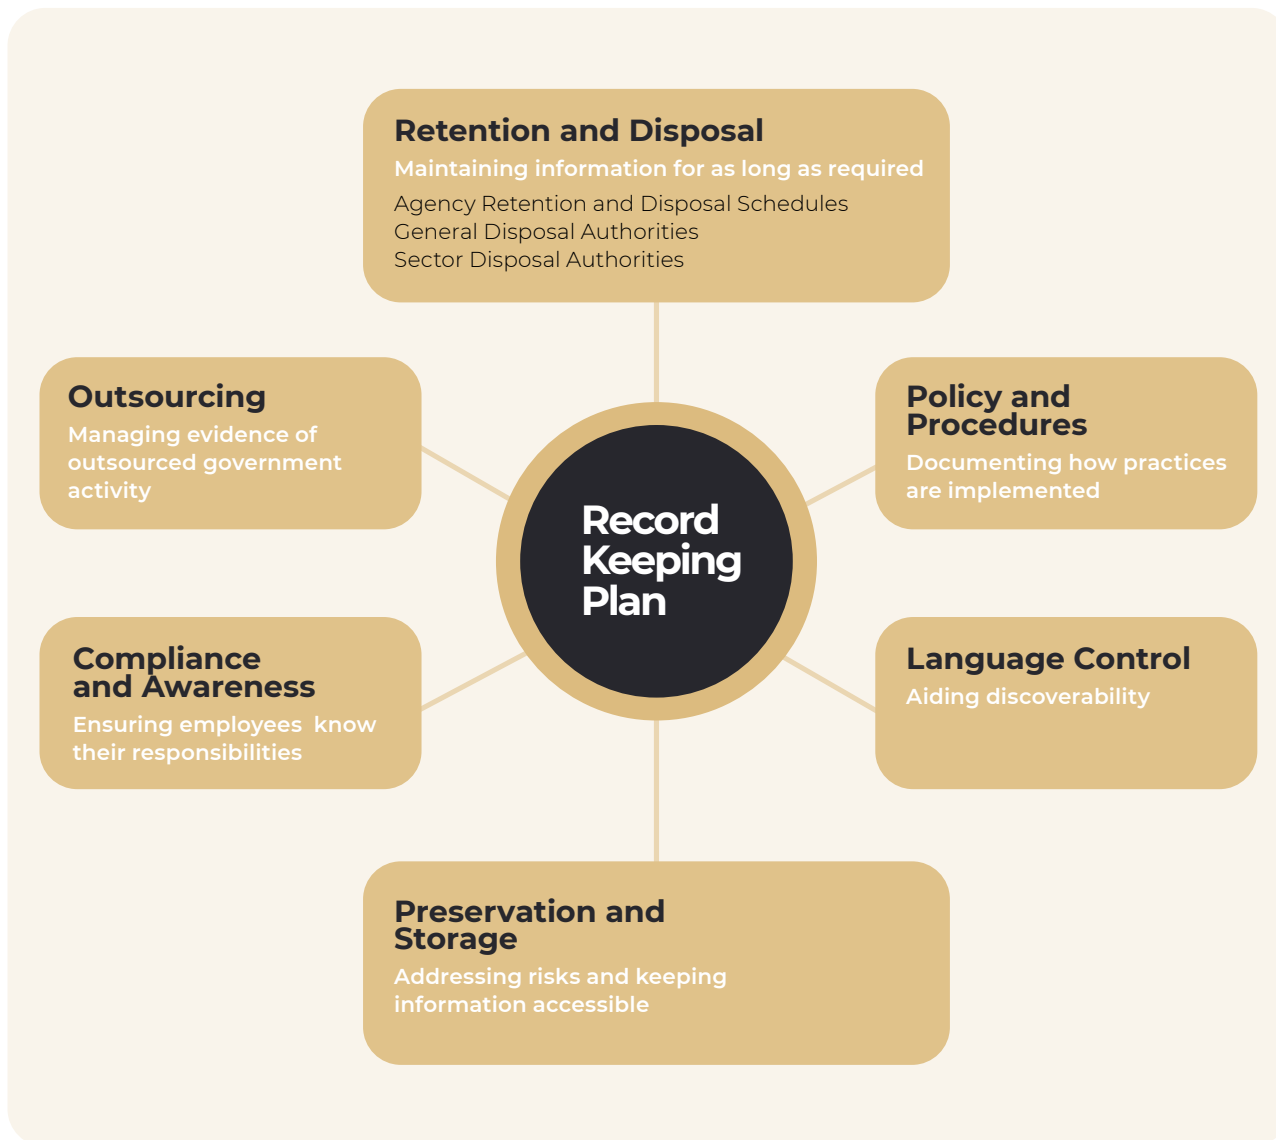 Retention and Disposal
Maintaining information for as long as required
Agency Retention and Disposal Schedules
General Disposal Authorities
Sector Disposal Authorities
Outsourcing
Managing evidence of
outsourced government
activity
Policy and
Procedures
Documenting how practices
are implemented
Record
Keeping
Plan
Compliance
and Awareness
Ensuring employees  know
their responsibilities
Language Control
Aiding discoverability
Preservation and
Storage
Addressing risks and keeping
information accessible